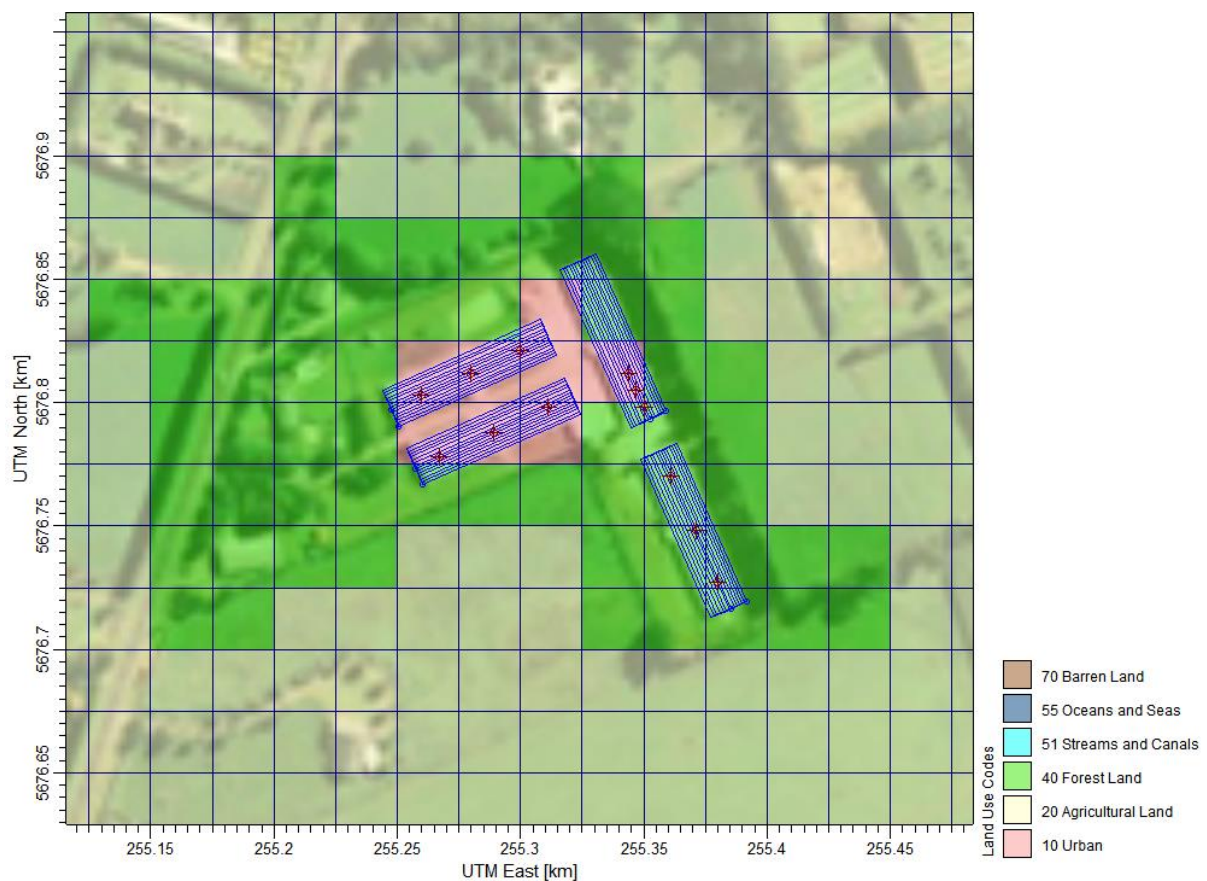 5676.9
5676.85
5676.8
5676.75
5676.7
5676.65
UTM North [km]
255.15 255.2 255.25 255.3 255.35 255.4 255.45
UTM East [km]
Land Use Codes
70 Barren Land
55 Oceans and Seas
51 Streams and Canals
40 Forest Land
20 Agricultural Land
10 Urban